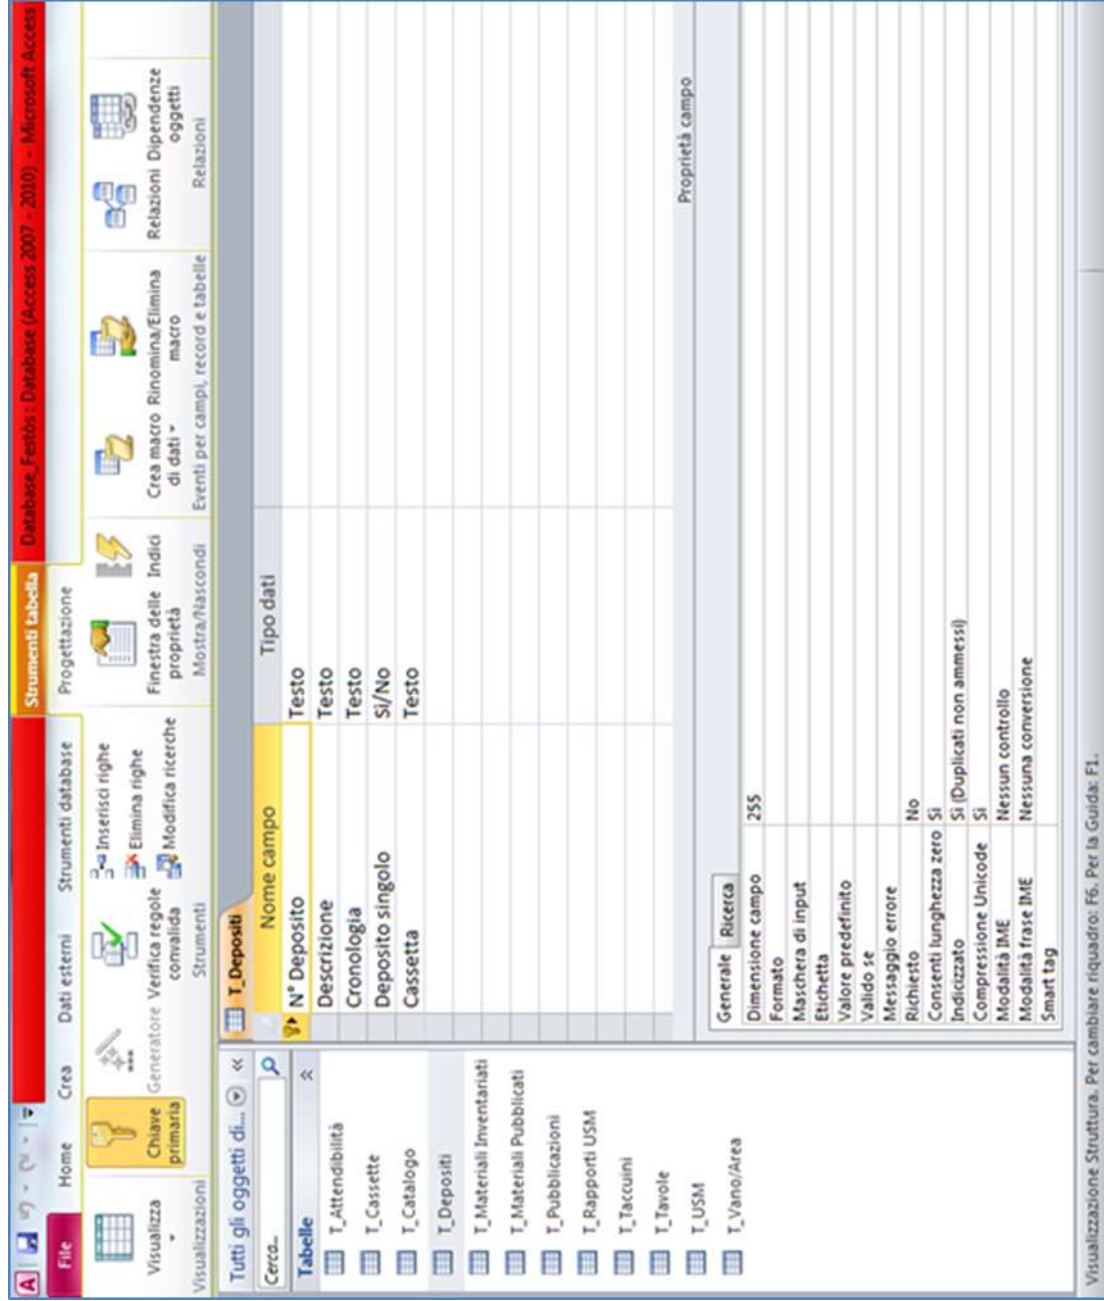 Strumenti tabella
Database_Festòs : Database (Access 2007 - 2010) - Microsoft Access
File
Home
Crea
Dati esterni
Strumenti database
Progettazione
Visualizza
Chiave primaria
Generatore
Verifica regole convalida
Inserisci righe
Elimina righe
Modifica ricerche
Finestra delle proprietà
Indici
Crea macro di dati
Rinomina/Elimina macro
Relazioni
Dipendenze oggetti
Visualizzazioni
Strumenti
Mostra/Nascondi
Eventi per campi, record e tabelle
Relazioni
Tutti gli oggetti di...
Cerca...
Tabelle
T_Attendibilità
T_Cassette
T_Catalogo
T_Depositi
T_Materiali Inventariati
T_Materiali Pubblicati
T_Pubblicazioni
T_Rapporti USM
T_Taccuini
T_Tavole
T_USM
T_Vano/Area
T_Depositi
Nome campo Tipo dati
N° Deposito Testo
Descrizione Testo
Cronologia Testo
Deposito singolo Sì/No
Cassetta Testo
Proprietà campo
Generale Ricerca
Dimensione campo 255
Formato
Maschera di input
Etichetta
Valore predefinito
Valido se
Messaggio errore
Richiesto No
Consenti lunghezza zero Sì
Indicizzato Sì (Duplicati non ammessi)
Compressione Unicode Sì
Modalità IME Nessun controllo
Modalità frase IME Nessuna conversione
Smart tag
Visualizzazione Struttura. Per cambiare riquadro: F6. Per la Guida: F1.